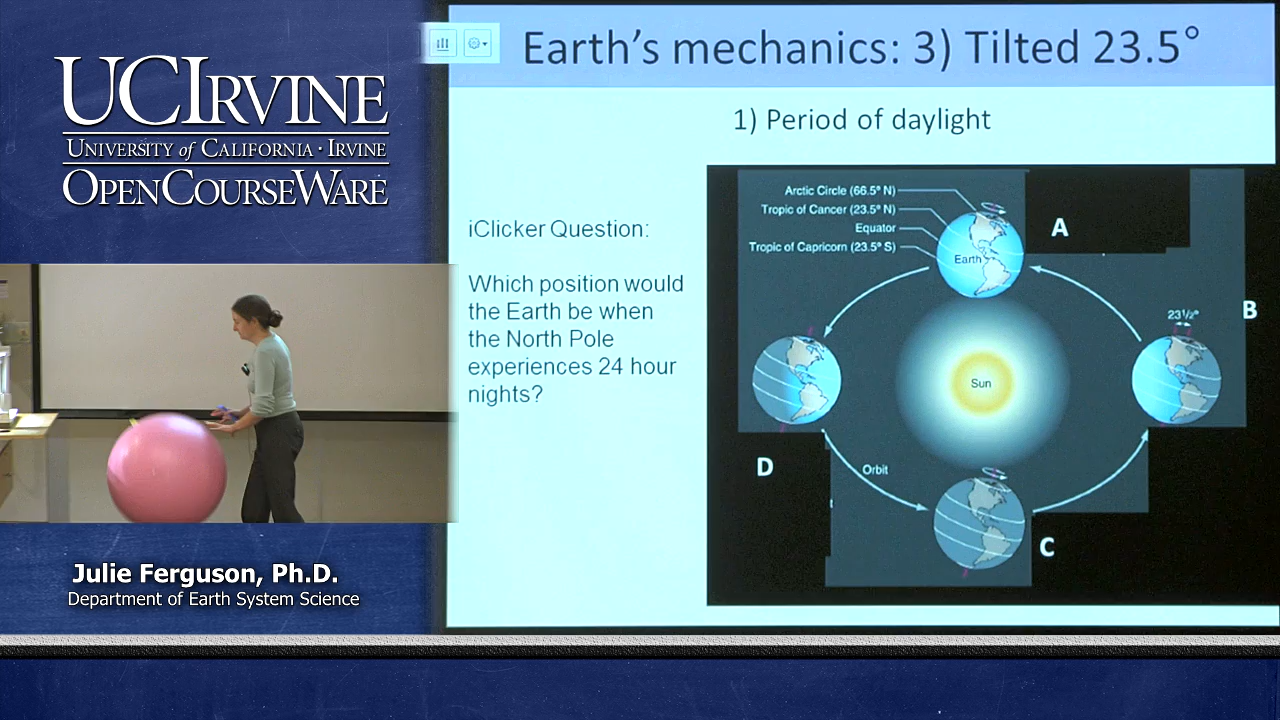 UCIRVINE
UNIVERSITY of CALIFORNIA · IRVINE
OPENCOURSEWARE
Julie Ferguson, Ph.D.
Department of Earth System Science
Earth's mechanics: 3) Tilted 23.5°
1) Period of daylight
iClicker Question:
Which position would
the Earth be when
the North Pole
experiences 24 hour
nights?
Arctic Circle (66.5° N)
Tropic of Cancer (23.5° N)
Equator
Tropic of Capricorn (23.5° S)
Earth
A
B
23½°
Sun
D
Orbit
C